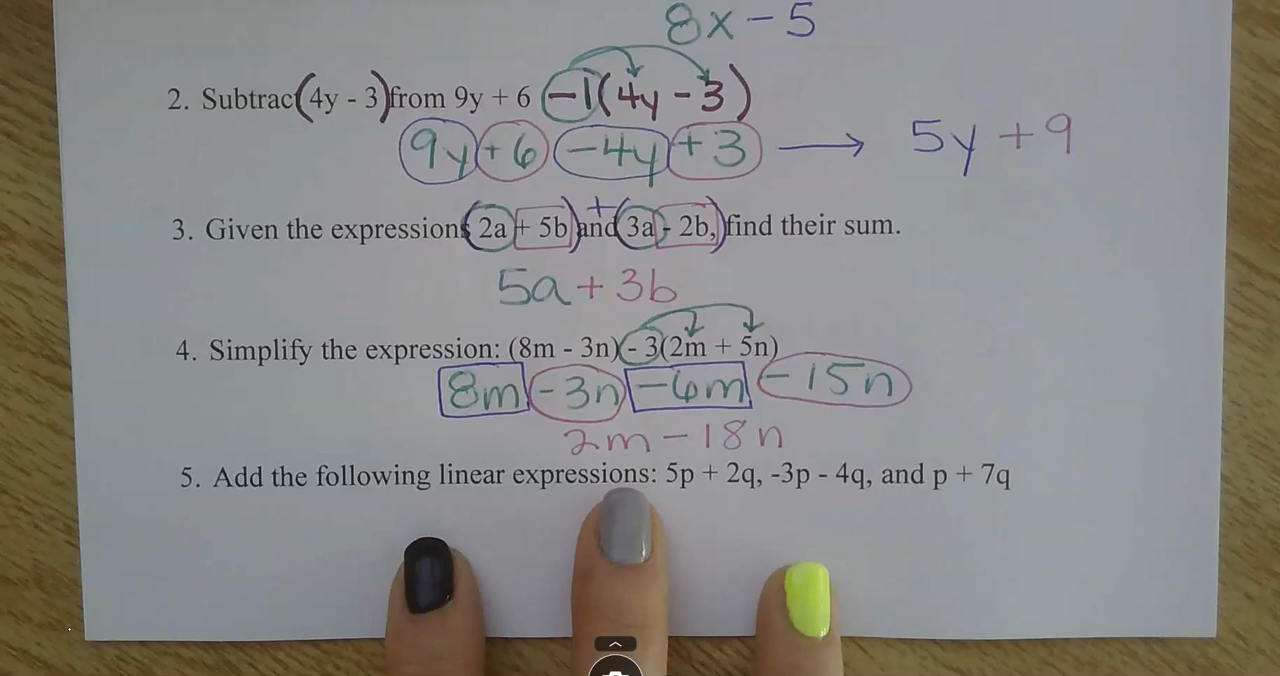 8x - 5
2. Subtract (4y - 3) from 9y + 6 -1(4y - 3)
9y + 6 - 4y + 3 → 5y + 9
3. Given the expressions (2a + 5b) and + (3a - 2b,) find their sum.
5a + 3b
4. Simplify the expression: (8m - 3n) - 3(2m + 5n)
8m - 3n - 6m - 15n
2m - 18n
5. Add the following linear expressions: 5p + 2q, -3p - 4q, and p + 7q